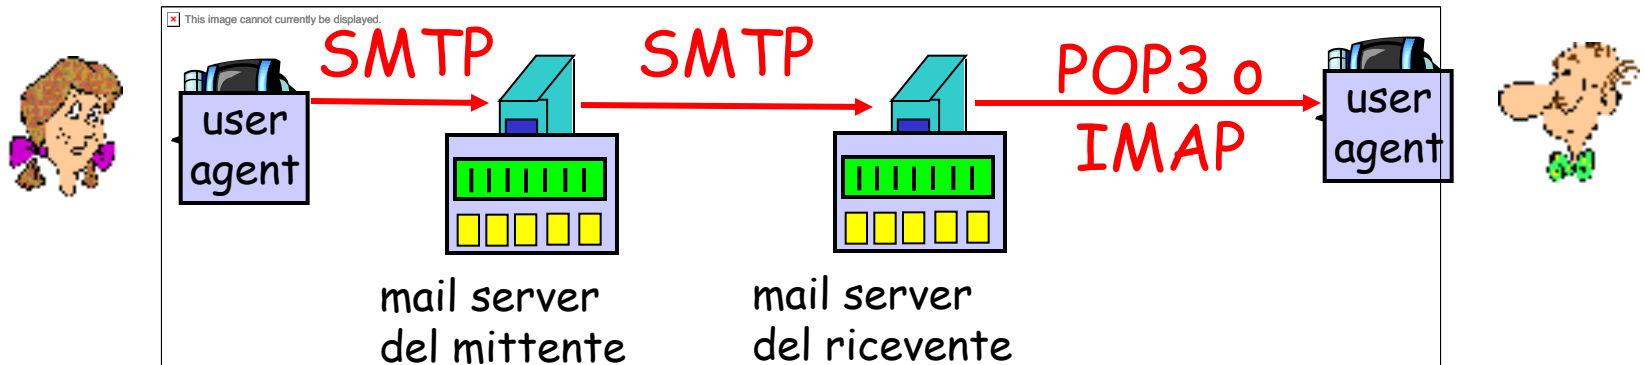 This image cannot currently be displayed.
SMTP
SMTP
POP3 o
IMAP
user
agent
user
agent
mail server
del mittente
mail server
del ricevente